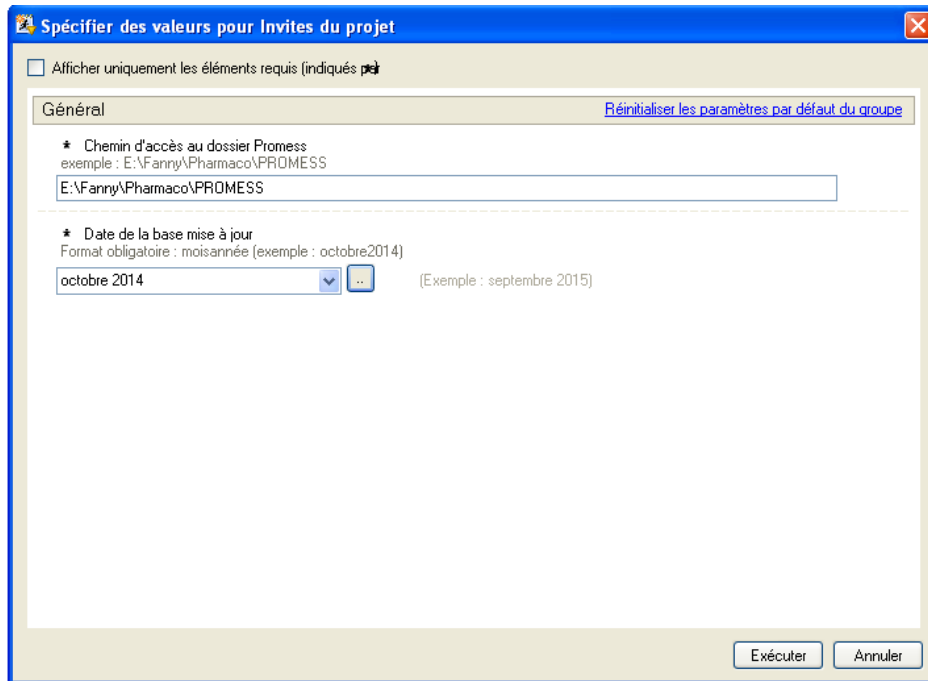 Spécifier des valeurs pour Invites du projet
Afficher uniquement les éléments requis (indiqués
Général
Réinitialiser les paramètres par défaut du groupe
* Chemin d'accès au dossier Promess
exemple : E:\Fanny\Pharmaco\PROMESS
E:\Fanny\Pharmaco\PROMESS
* Date de la base mise à jour
Format obligatoire : moisannée (exemple : octobre2014)
octobre 2014 .. (Exemple : septembre 2015)
Exécuter Annuler